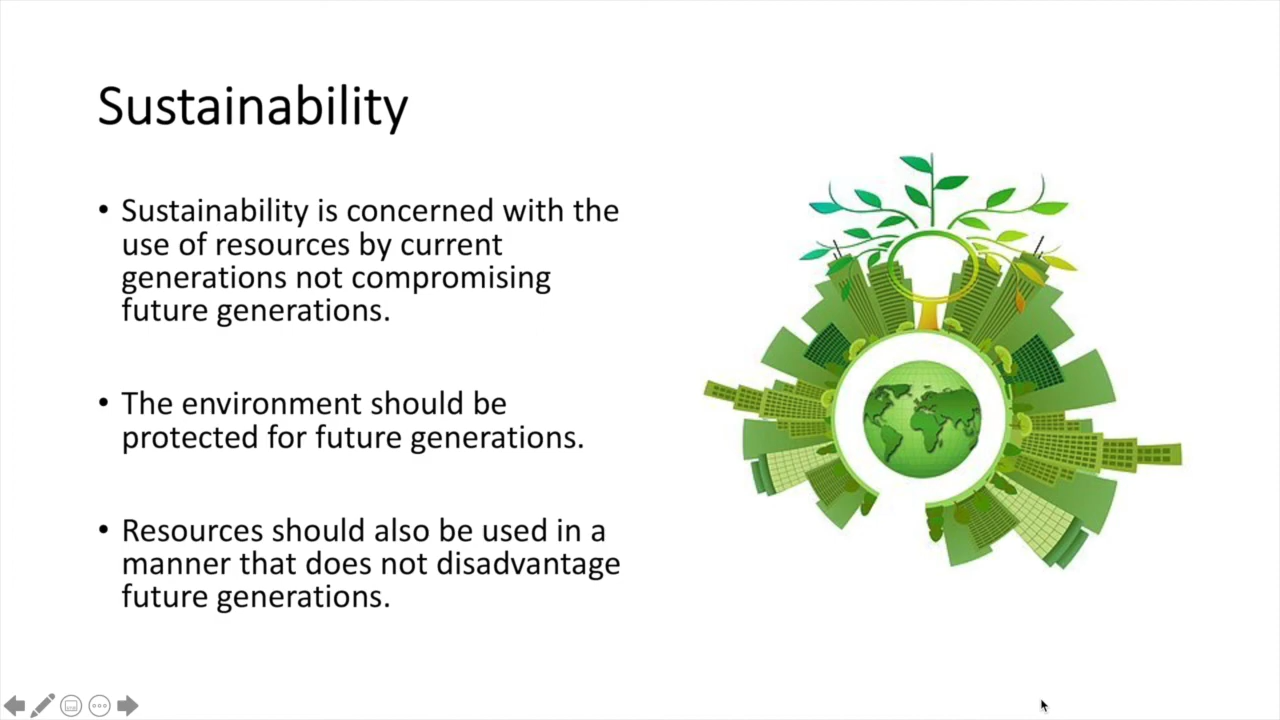 Sustainability
• Sustainability is concerned with the
use of resources by current
generations not compromising
future generations.
• The environment should be
protected for future generations.
• Resources should also be used in a
manner that does not disadvantage
future generations.